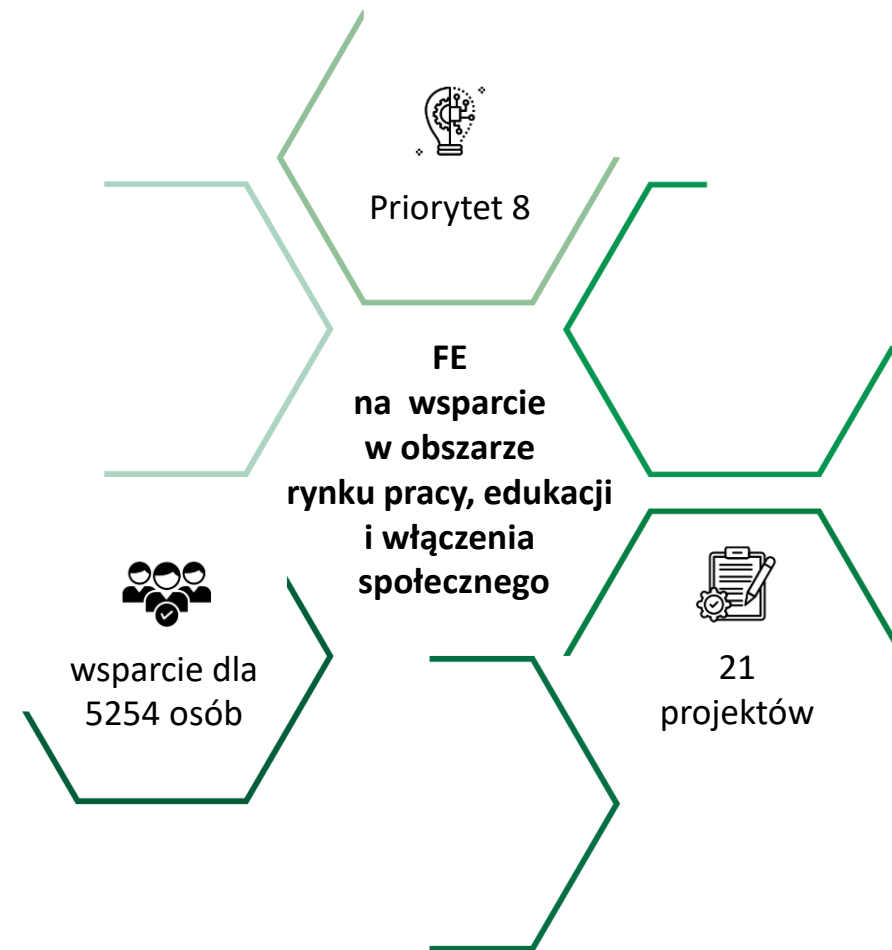 Priorytet 8
FE
na wsparcie
w obszarze
rynku pracy, edukacji
i włączenia
społecznego
wsparcie dla
5254 osób
21
projektów